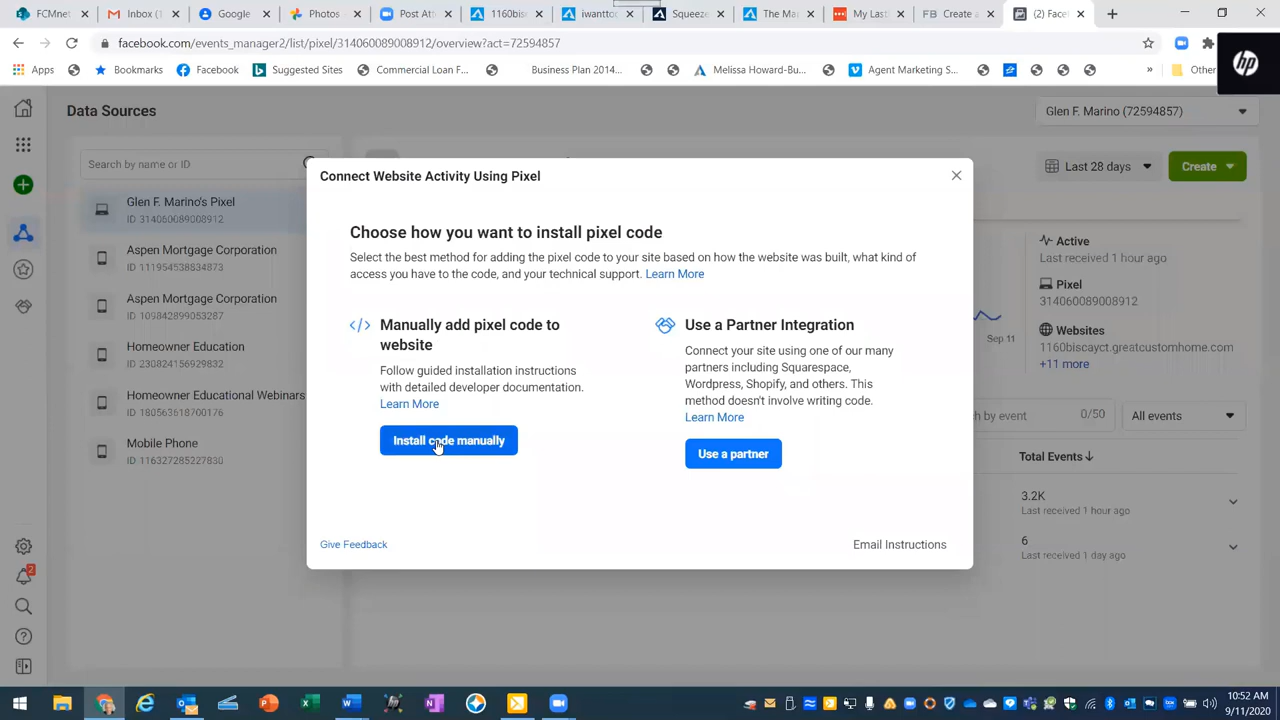 FCMnet
Inbox (
Google
Photos
Post Att
1160bis
iwanttoc
Squeeze
The Ma
My Last
FB Create a
(2) Face
facebook.com/events_manager2/list/pixel/314060089008912/overview?act=72594857
Apps
Bookmarks
Facebook
Suggested Sites
Commercial Loan F...
Business Plan 2014...
Melissa Howard-Bu...
Agent Marketing S...
»
Other
hp
Data Sources
Glen F. Marino (72594857)
Search by name or ID
Last 28 days
Create
Glen F. Marino's Pixel
ID 314060089008912
Aspen Mortgage Corporation
ID 111954538834873
Aspen Mortgage Corporation
ID 109842899053287
Homeowner Education
ID 230824156929832
Homeowner Educational Webinars
ID 180563618700176
Mobile Phone
ID 116327285227830
Connect Website Activity Using Pixel
Choose how you want to install pixel code
Select the best method for adding the pixel code to your site based on how the website was built, what kind of
access you have to the code, and your technical support. Learn More
Manually add pixel code to
website
Follow guided installation instructions
with detailed developer documentation.
Learn More
Install code manually
Use a Partner Integration
Connect your site using one of our many
partners including Squarespace,
Wordpress, Shopify, and others. This
method doesn't involve writing code.
Learn More
Use a partner
Give Feedback
Email Instructions
Active
Last received 1 hour ago
Pixel
314060089008912
Sep 11
Websites
1160biscayct.greatcustomhome.com
+11 more
ch by event
0/50
All events
Total Events
3.2K
Last received 1 hour ago
6
Last received 1 day ago
2
10:52 AM
9/11/2020